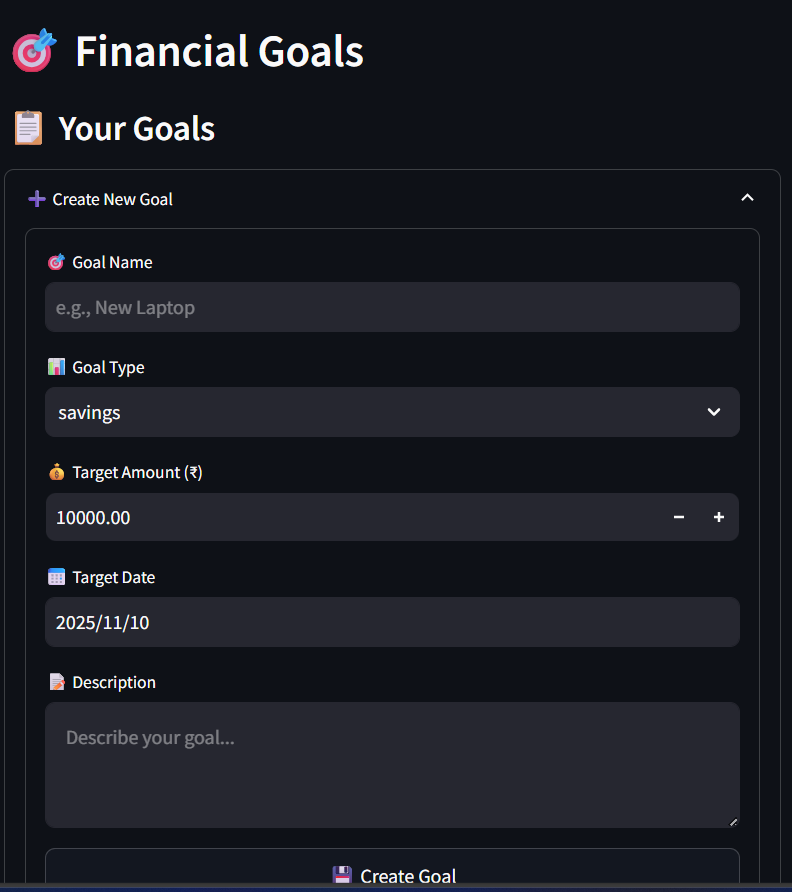 Financial Goals
Your Goals
Create New Goal
Goal Name
e.g., New Laptop
Goal Type
savings
Target Amount (₹)
10000.00
Target Date
2025/11/10
Description
Describe your goal...
Create Goal